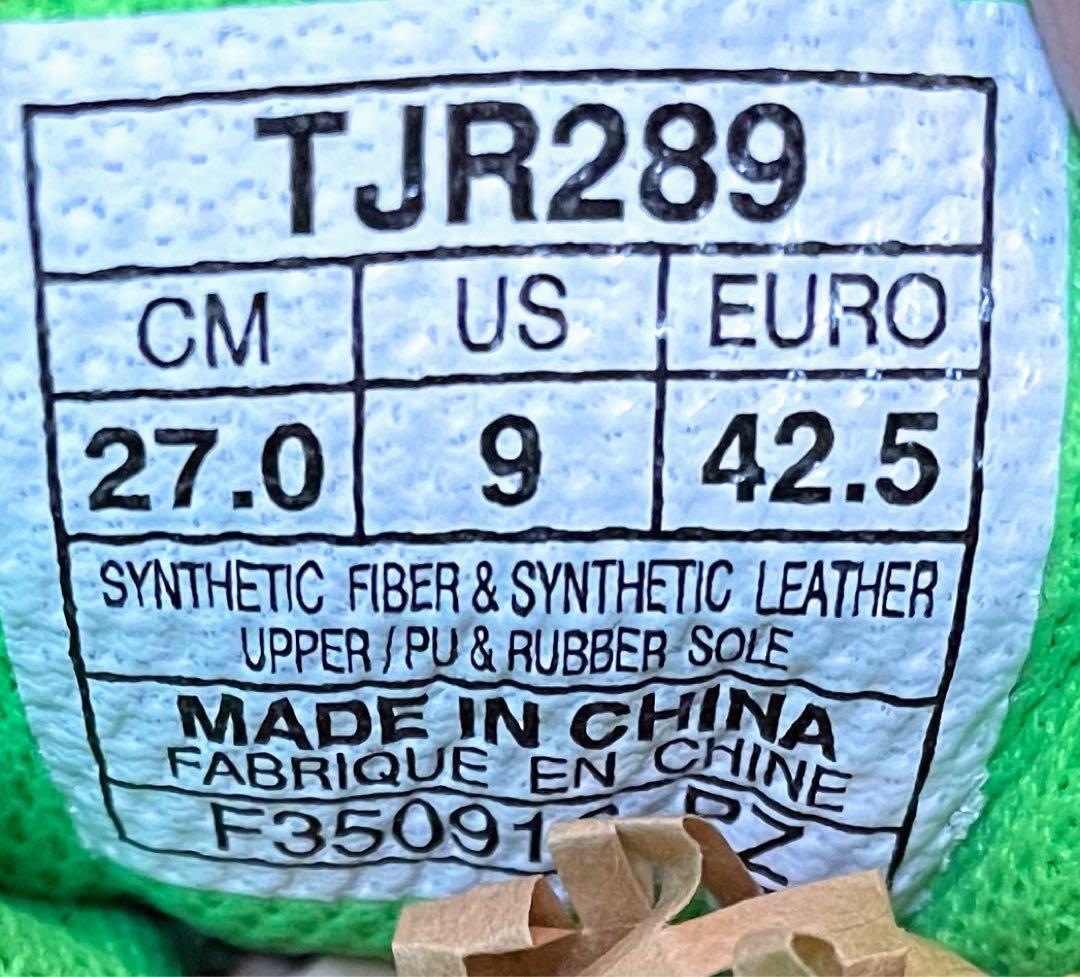 TJR289
CM US EURO
27.0 9 42.5
SYNTHETIC FIBER & SYNTHETIC LEATHER
UPPER / PU & RUBBER SOLE
MADE IN CHINA
FABRIQUE EN CHINE